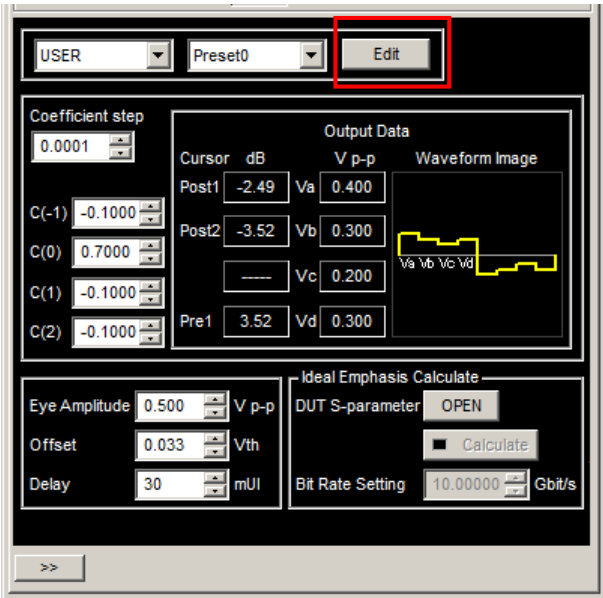 USER Preset0 Edit
Coefficient step
0.0001
C(-1) -0.1000
C(0) 0.7000
C(1) -0.1000
C(2) -0.1000
Output Data
Cursor dB V p-p Waveform Image
Post1 -2.49 Va 0.400
Post2 -3.52 Vb 0.300
----- Vc 0.200
Pre1 3.52 Vd 0.300
Va Vb Vc Vd
Eye Amplitude 0.500 V p-p
Offset 0.033 Vth
Delay 30 mUI
Ideal Emphasis Calculate
DUT S-parameter OPEN
Calculate
Bit Rate Setting 10.00000 Gbit/s
>>